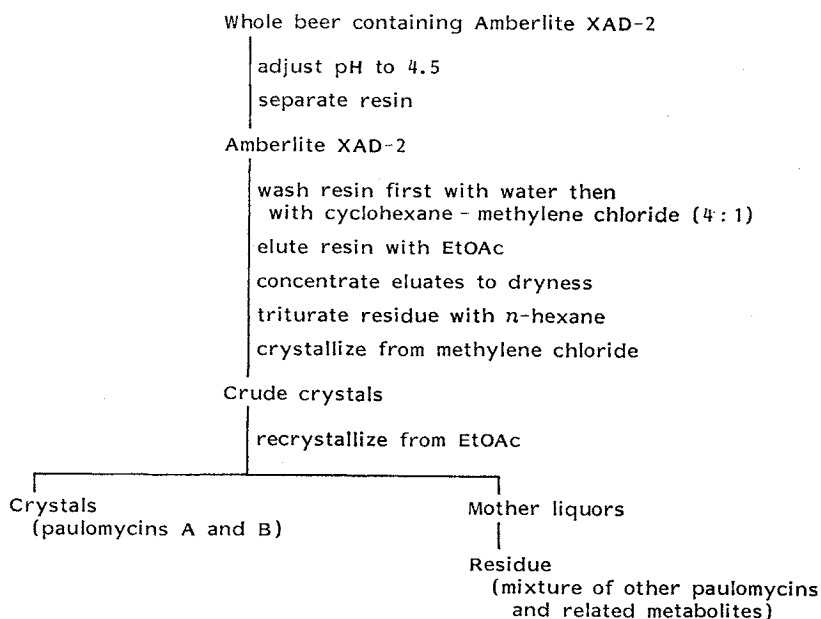 Whole beer containing Amberlite XAD-2
adjust pH to 4.5
separate resin
Amberlite XAD-2
wash resin first with water then
with cyclohexane - methylene chloride (4 : 1)
elute resin with EtOAc
concentrate eluates to dryness
triturate residue with n-hexane
crystallize from methylene chloride
Crude crystals
recrystallize from EtOAc
Crystals
(paulomycins A and B)
Mother liquors
Residue
(mixture of other paulomycins
and related metabolites)